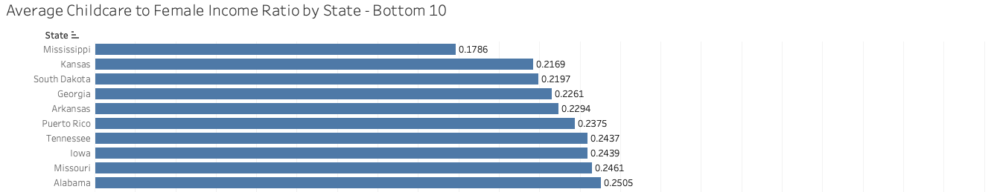 Average Childcare to Female Income Ratio by State - Bottom 10
State
Mississippi 0.1786
Kansas 0.2169
South Dakota 0.2197
Georgia 0.2261
Arkansas 0.2294
Puerto Rico 0.2375
Tennessee 0.2437
Iowa 0.2439
Missouri 0.2461
Alabama 0.2505